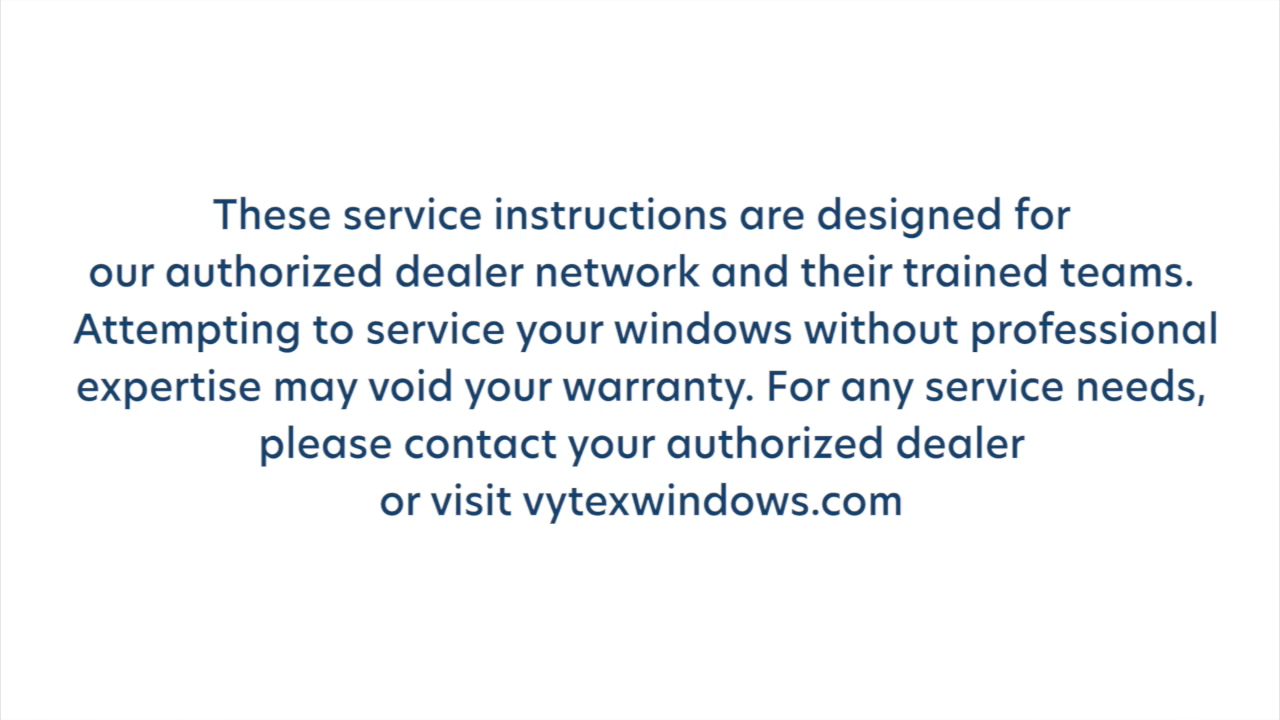 These service instructions are designed for
our authorized dealer network and their trained teams.
Attempting to service your windows without professional
expertise may void your warranty. For any service needs,
please contact your authorized dealer
or visit vytexwindows.com